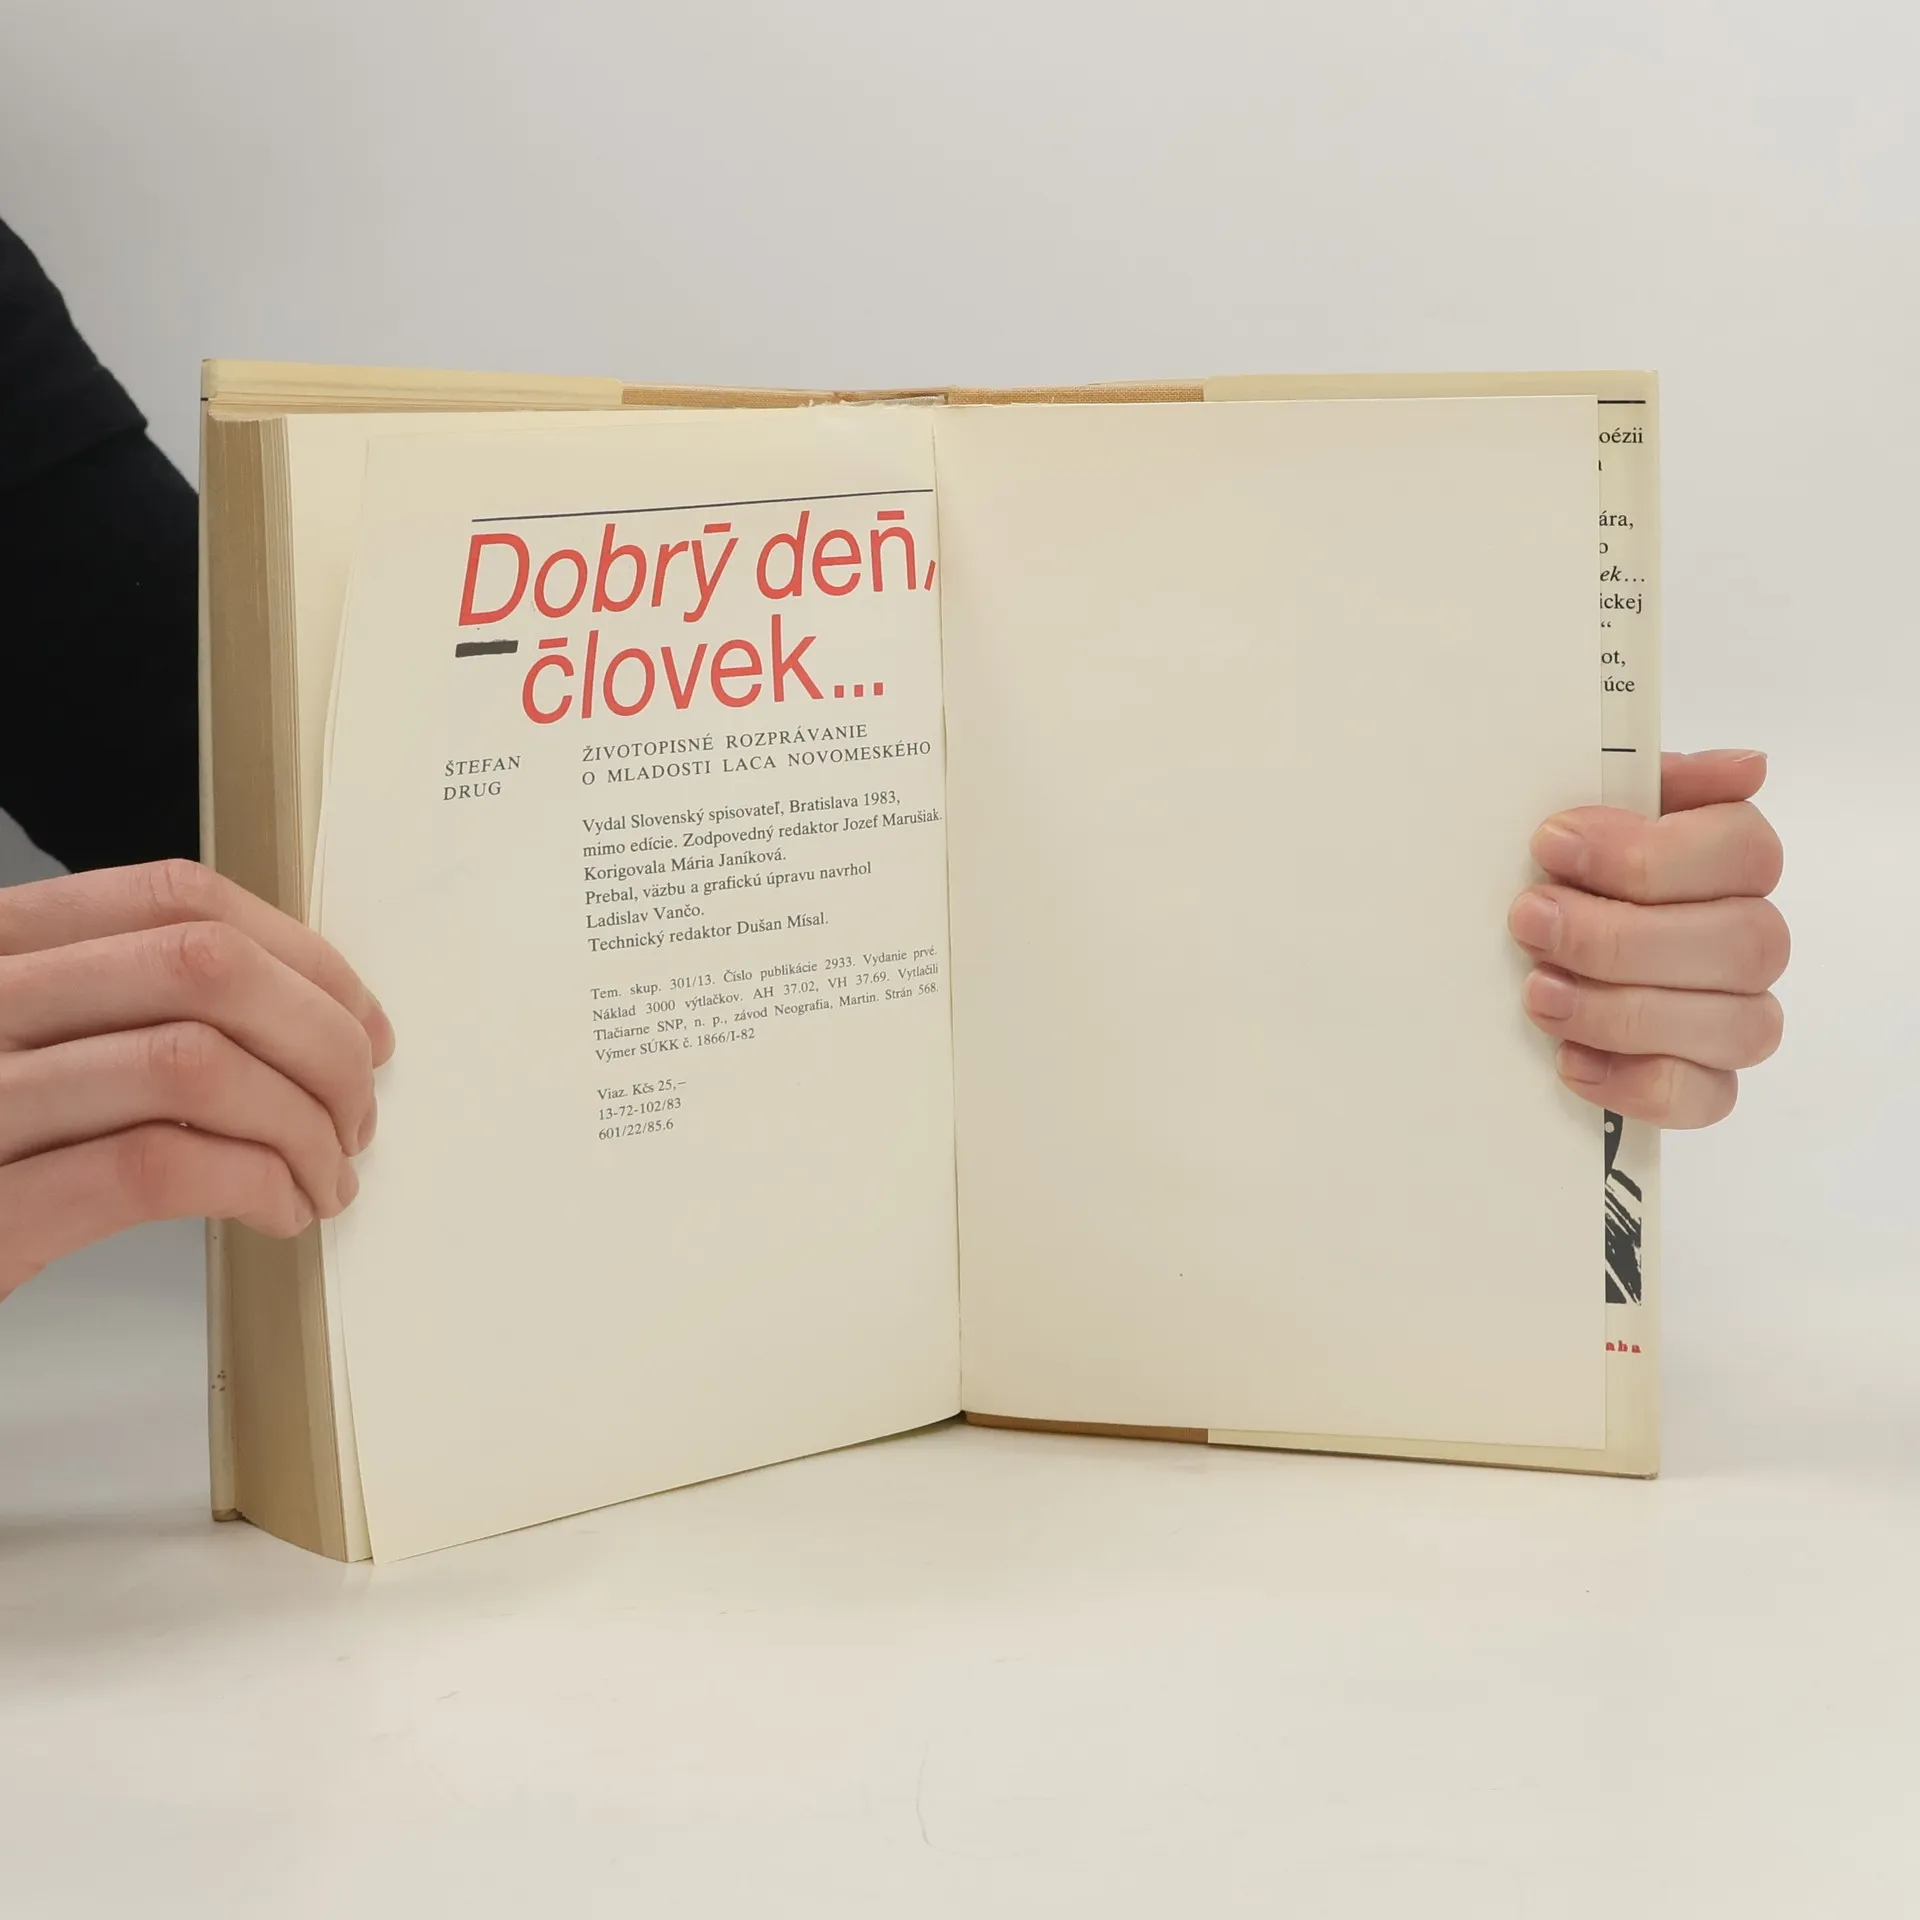 Dobrý deň,
človek...
ŠTEFAN
DRUG
ŽIVOTOPISNÉ ROZPRÁVANIE
O MLADOSTI LACA NOVOMESKÉHO
Vydal Slovenský spisovateľ, Bratislava 1983,
mimo edície. Zodpovedný redaktor Jozef Marušiak.
Korigovala Mária Janíková.
Prebal, väzbu a grafickú úpravu navrhol
Ladislav Vančo.
Technický redaktor Dušan Mísal.
Tem. skup. 301/13. Číslo publikácie 2933. Vydanie prvé.
Náklad 3000 výtlačkov. AH 37.02, VH 37.69. Vytlačili
Tlačiarne SNP, n. p., závod Neografia, Martin. Strán 568.
Výmer SÚKK č. 1866/I-82
Viaz. Kčs 25,–
13-72-102/83
601/22/85.6
oézii
ára,
o
ek...
ickej
“
ot,
úce